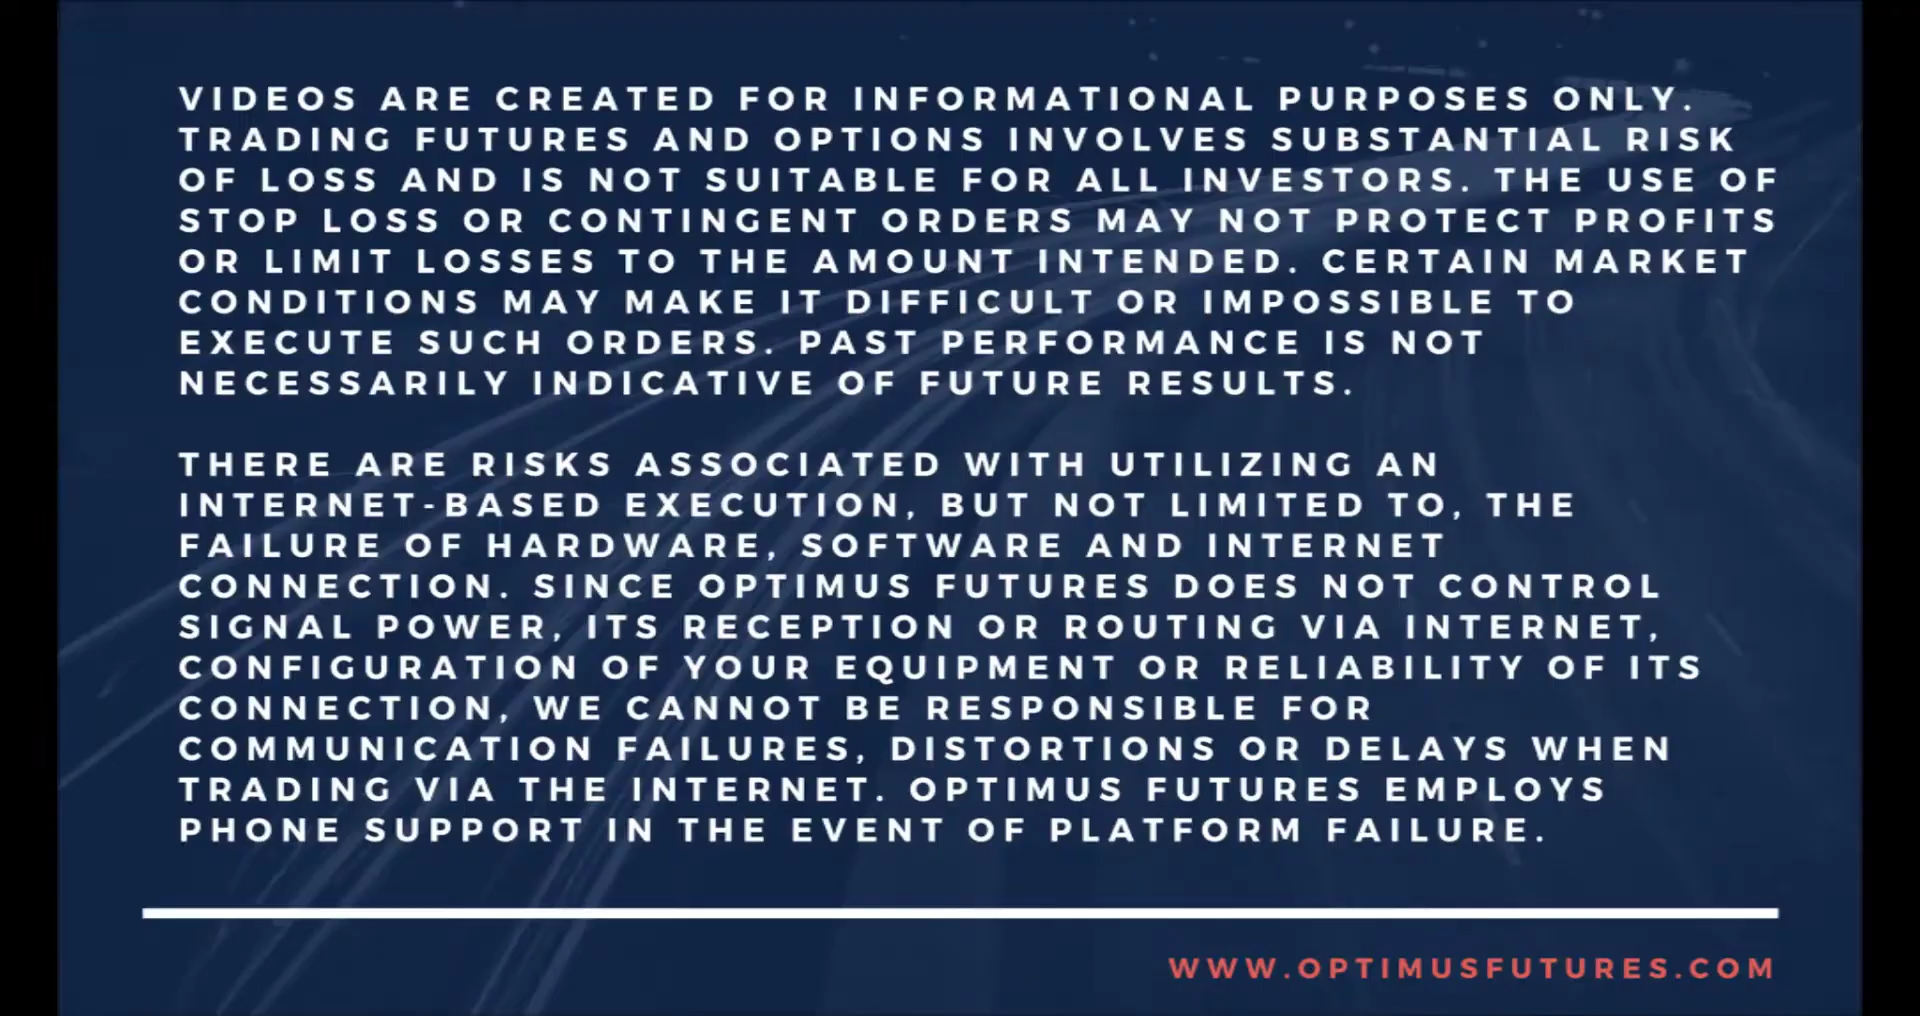 VIDEOS ARE CREATED FOR INFORMATIONAL PURPOSES ONLY.
TRADING FUTURES AND OPTIONS INVOLVES SUBSTANTIAL RISK
OF LOSS AND IS NOT SUITABLE FOR ALL INVESTORS. THE USE OF
STOP LOSS OR CONTINGENT ORDERS MAY NOT PROTECT PROFITS
OR LIMIT LOSSES TO THE AMOUNT INTENDED. CERTAIN MARKET
CONDITIONS MAY MAKE IT DIFFICULT OR IMPOSSIBLE TO
EXECUTE SUCH ORDERS. PAST PERFORMANCE IS NOT
NECESSARILY INDICATIVE OF FUTURE RESULTS.
THERE ARE RISKS ASSOCIATED WITH UTILIZING AN
INTERNET-BASED EXECUTION, BUT NOT LIMITED TO, THE
FAILURE OF HARDWARE, SOFTWARE AND INTERNET
CONNECTION. SINCE OPTIMUS FUTURES DOES NOT CONTROL
SIGNAL POWER, ITS RECEPTION OR ROUTING VIA INTERNET,
CONFIGURATION OF YOUR EQUIPMENT OR RELIABILITY OF ITS
CONNECTION, WE CANNOT BE RESPONSIBLE FOR
COMMUNICATION FAILURES, DISTORTIONS OR DELAYS WHEN
TRADING VIA THE INTERNET. OPTIMUS FUTURES EMPLOYS
PHONE SUPPORT IN THE EVENT OF PLATFORM FAILURE.
WWW.OPTIMUSFUTURES.COM